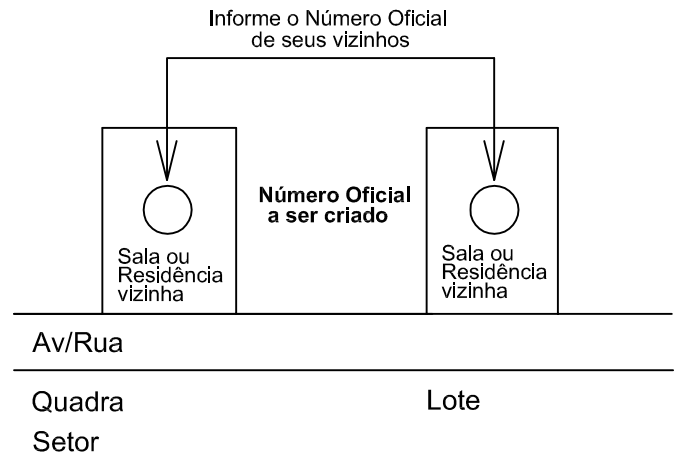 Informe o Número Oficial
de seus vizinhos
Número Oficial
a ser criado
Sala ou
Residência
vizinha
Sala ou
Residência
vizinha
Av/Rua
Quadra
Lote
Setor